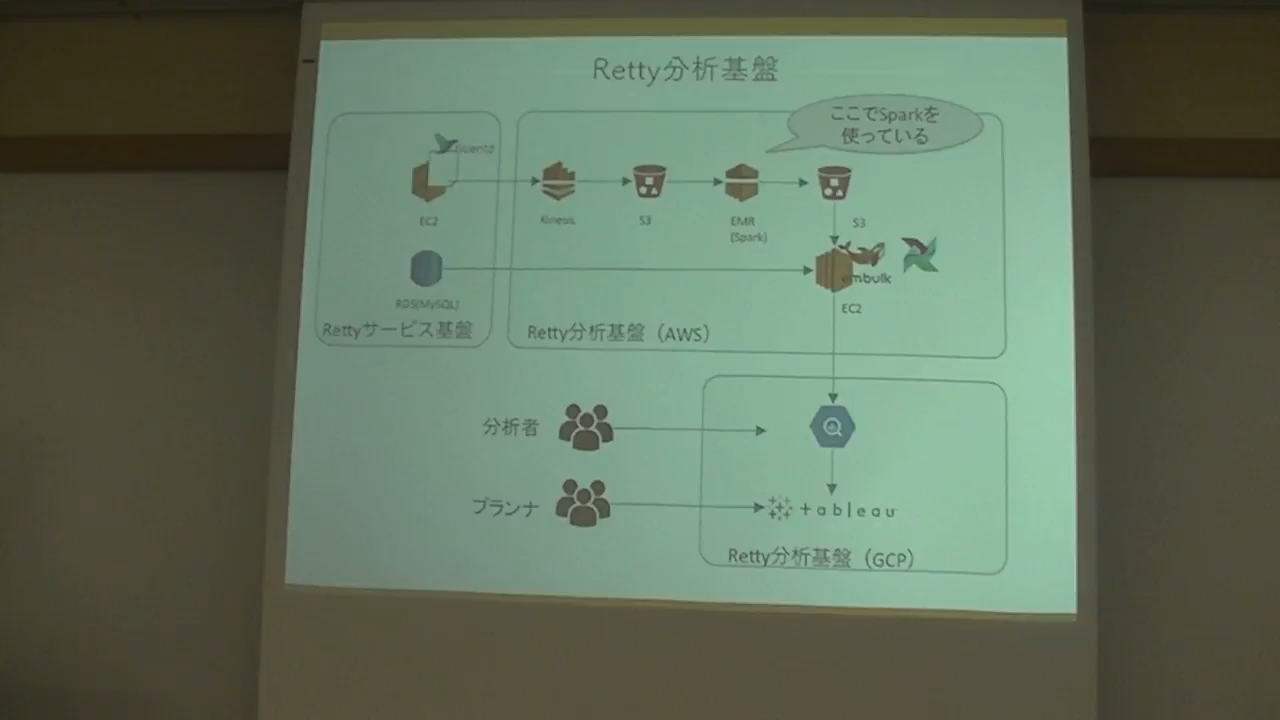 Retty分析基盤
ここでSparkを
使っている
EC2
Kinesis
S3
EMR
(Spark)
S3
RDS(MySQL)
embulk
EC2
Rettyサービス基盤
Retty分析基盤（AWS）
分析者
プランナ
+ableau
Retty分析基盤（GCP）